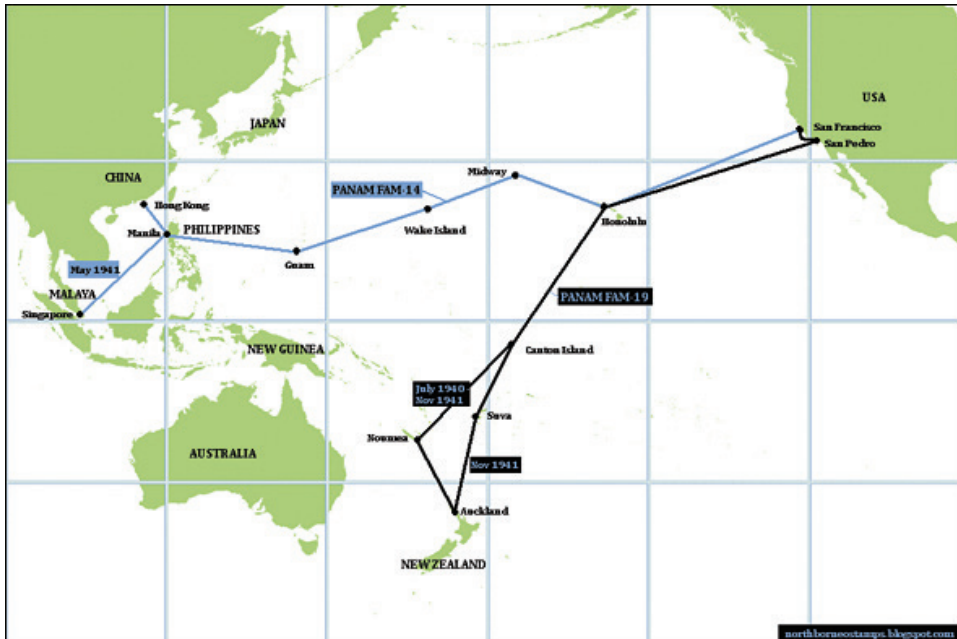 USA
San Francisco
San Pedro
JAPAN
CHINA
Midway
PANAM FAM-14
Hong Kong
Honolulu
Wake Island
Manila
PHILIPPINES
Guam
May 1941
MALAYA
PANAM FAM-19
Singapore
NEW GUINEA
Canton Island
July 1940
Nov 1941
Suva
Noumea
AUSTRALIA
Nov 1941
Auckland
NEW ZEALAND
northborneostamps.blogspot.com